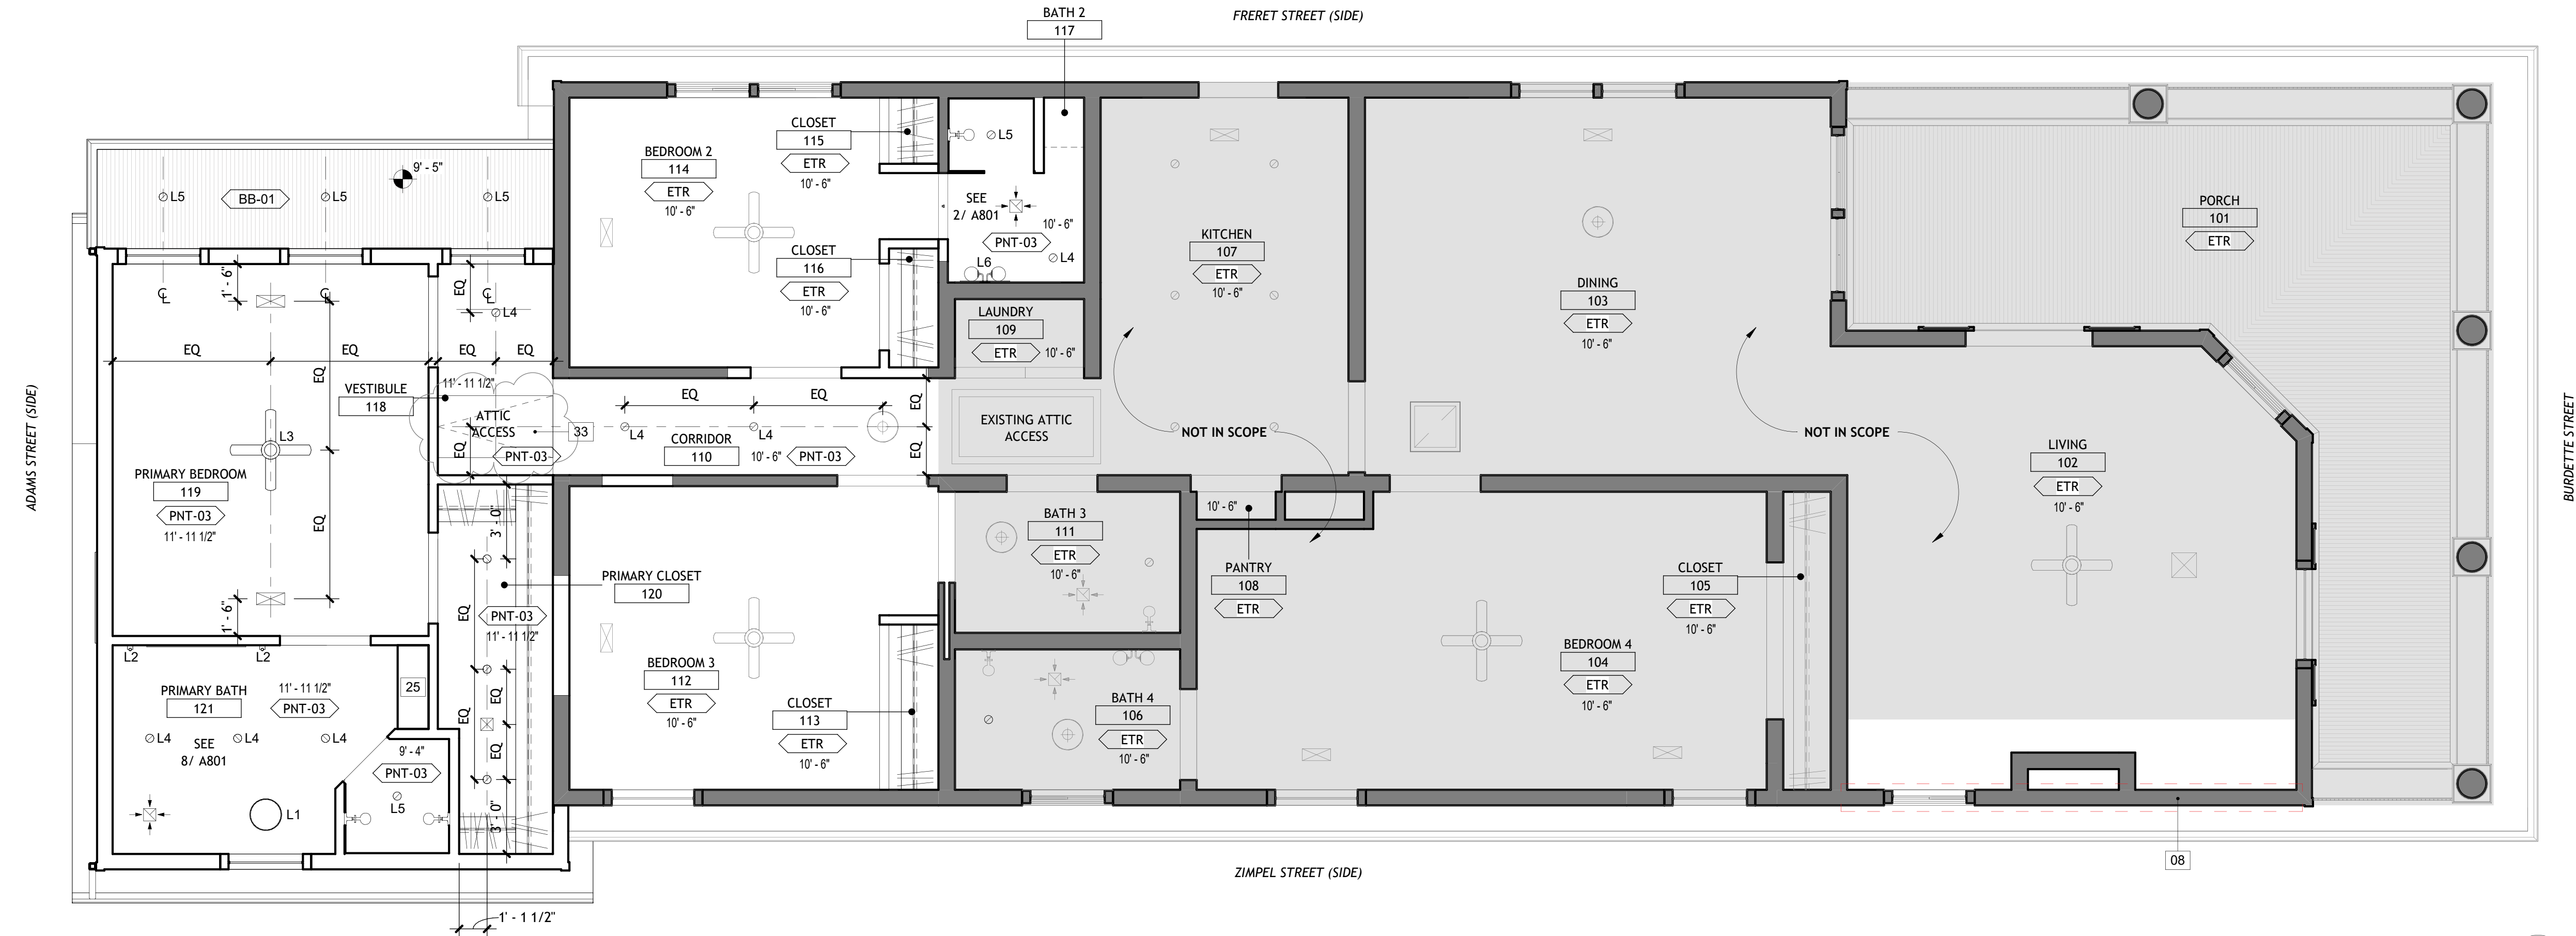 FRERET STREET (SIDE)
BATH 2
117
ADAMS STREET (SIDE)
BURDETTE STREET
L5
BB-01
L5
9' - 5"
L5
BEDROOM 2
114
ETR
10' - 6"
CLOSET
115
ETR
10' - 6"
CLOSET
116
ETR
10' - 6"
L5
SEE
2/ A801
10' - 6"
PNT-03
L4
L6
LAUNDRY
109
ETR
10' - 6"
KITCHEN
107
ETR
10' - 6"
DINING
103
ETR
10' - 6"
PORCH
101
ETR
1' - 6"
EQ
L4
EQ
EQ
EQ
EQ
EQ
VESTIBULE
118
11' - 11 1/2"
ATTIC
ACCESS
33
PNT-03
EQ
EQ
EQ
L4
L4
CORRIDOR
110
10' - 6"
PNT-03
EQ
EQ
EXISTING ATTIC
ACCESS
NOT IN SCOPE
NOT IN SCOPE
LIVING
102
ETR
10' - 6"
L3
PRIMARY BEDROOM
119
PNT-03
11' - 11 1/2"
EQ
1' - 6"
3' - 0"
PRIMARY CLOSET
120
PNT-03
11' - 11 1/2"
EQ
EQ
EQ
EQ
3' - 0"
BEDROOM 3
112
ETR
10' - 6"
CLOSET
113
ETR
10' - 6"
BATH 3
111
ETR
10' - 6"
10' - 6"
PANTRY
108
ETR
BATH 4
106
ETR
10' - 6"
BEDROOM 4
104
ETR
10' - 6"
CLOSET
105
ETR
10' - 6"
L2
L2
PRIMARY BATH
121
11' - 11 1/2"
PNT-03
25
L4
L4
L4
SEE
8/ A801
9' - 4"
PNT-03
L5
L1
08
ZIMPEL STREET (SIDE)
1' - 1 1/2"